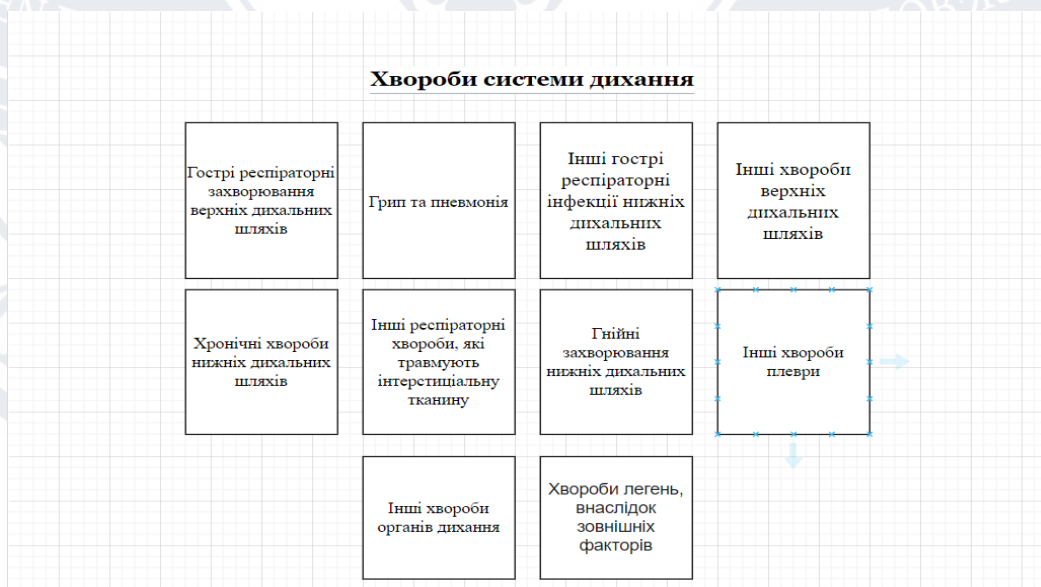 Хвороби системи дихання
Гострі респіраторні
захворювання
верхніх дихальних
шляхів
Грип та пневмонія
Інші гострі
респіраторні
інфекції нижніх
дихальних
шляхів
Інші хвороби
верхніх
дихальних
шляхів
Хронічні хвороби
нижніх дихальних
шляхів
Інші респіраторні
хвороби, які
травмують
інтерстиціальну
тканину
Гнійні
захворювання
нижніх дихальних
шляхів
Інші хвороби
плеври
Інші хвороби
органів дихання
Хвороби легень,
внаслідок
зовнішніх
факторів